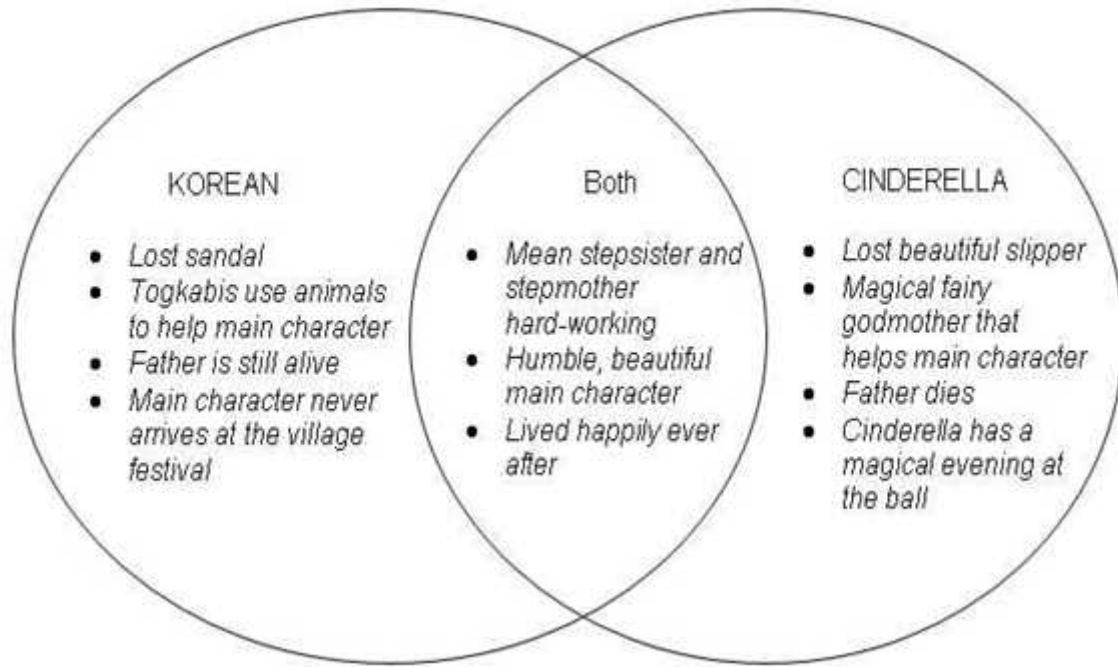 KOREAN
• Lost sandal
• Togkabis use animals
to help main character
• Father is still alive
• Main character never
arrives at the village
festival
Both
• Mean stepsister and
stepmother
hard-working
• Humble, beautiful
main character
• Lived happily ever
after
CINDERELLA
• Lost beautiful slipper
• Magical fairy
godmother that
helps main character
• Father dies
• Cinderella has a
magical evening at
the ball